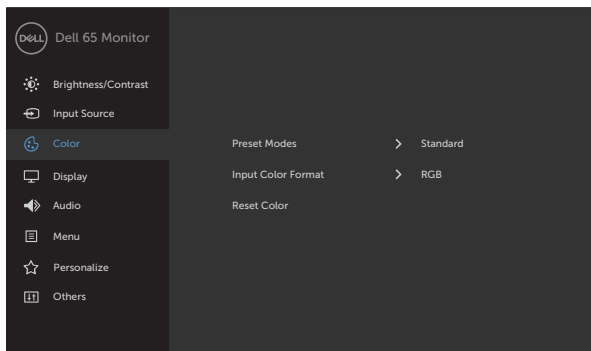 DELL Dell 65 Monitor
Brightness/Contrast
Input Source
Color
Preset Modes Standard
Display
Input Color Format RGB
Audio
Reset Color
Menu
Personalize
Others